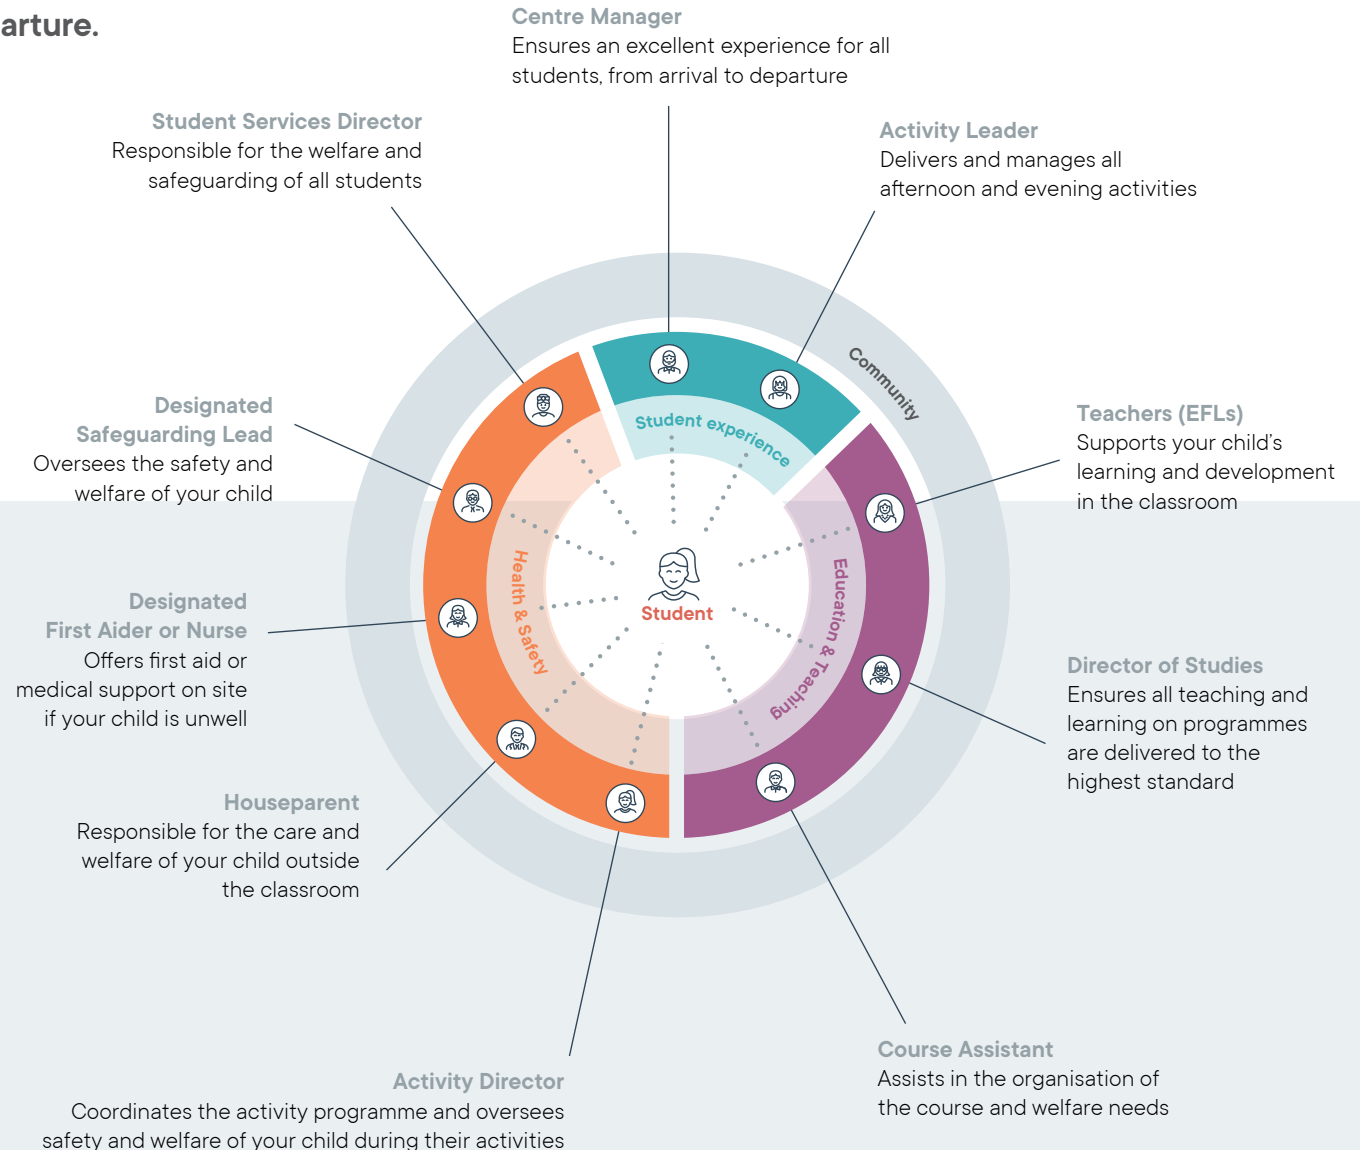 arture.
Centre Manager
Ensures an excellent experience for all
students, from arrival to departure
Student Services Director
Responsible for the welfare and
safeguarding of all students
Activity Leader
Delivers and manages all
afternoon and evening activities
Community
Designated
Safeguarding Lead
Oversees the safety and
welfare of your child
Student experience
Teachers (EFLs)
Supports your child’s
learning and development
in the classroom
Designated
First Aider or Nurse
Offers first aid or
medical support on site
if your child is unwell
Health & Safety
Student
Education & Teaching
Director of Studies
Ensures all teaching and
learning on programmes
are delivered to the
highest standard
Houseparent
Responsible for the care and
welfare of your child outside
the classroom
Activity Director
Coordinates the activity programme and oversees
safety and welfare of your child during their activities
Course Assistant
Assists in the organisation of
the course and welfare needs